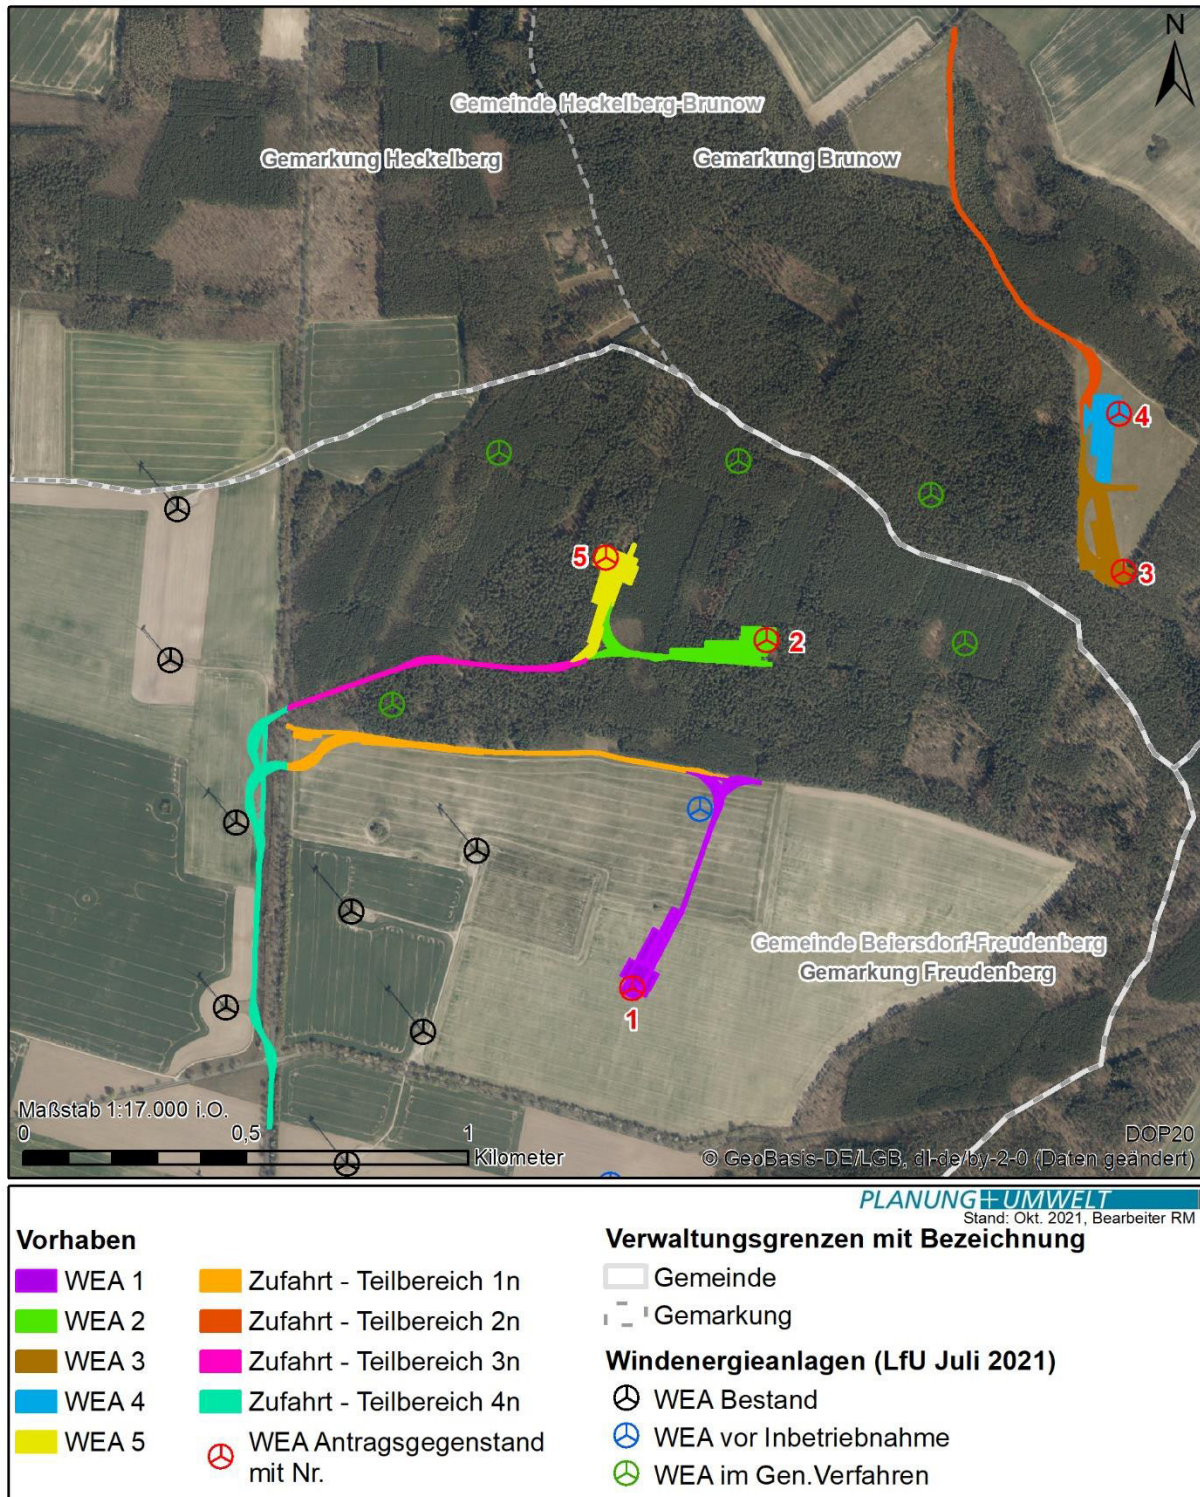 N
Gemeinde Heckelberg-Brunow
Gemarkung Heckelberg
Gemarkung Brunow
4
5
3
2
Gemeinde Beiersdorf-Freudenberg
Gemarkung Freudenberg
1
Maßstab 1:17.000 i.O.
0 0,5 1
Kilometer
DOP20
© GeoBasis-DE/LGB, dl-de/by-2-0 (Daten geändert)
PLANUNG+UMWELT
Stand: Okt. 2021, Bearbeiter RM
Vorhaben
WEA 1
WEA 2
WEA 3
WEA 4
WEA 5
Zufahrt - Teilbereich 1n
Zufahrt - Teilbereich 2n
Zufahrt - Teilbereich 3n
Zufahrt - Teilbereich 4n
WEA Antragsgegenstand
mit Nr.
Verwaltungsgrenzen mit Bezeichnung
Gemeinde
Gemarkung
Windenergieanlagen (LfU Juli 2021)
WEA Bestand
WEA vor Inbetriebnahme
WEA im Gen.Verfahren